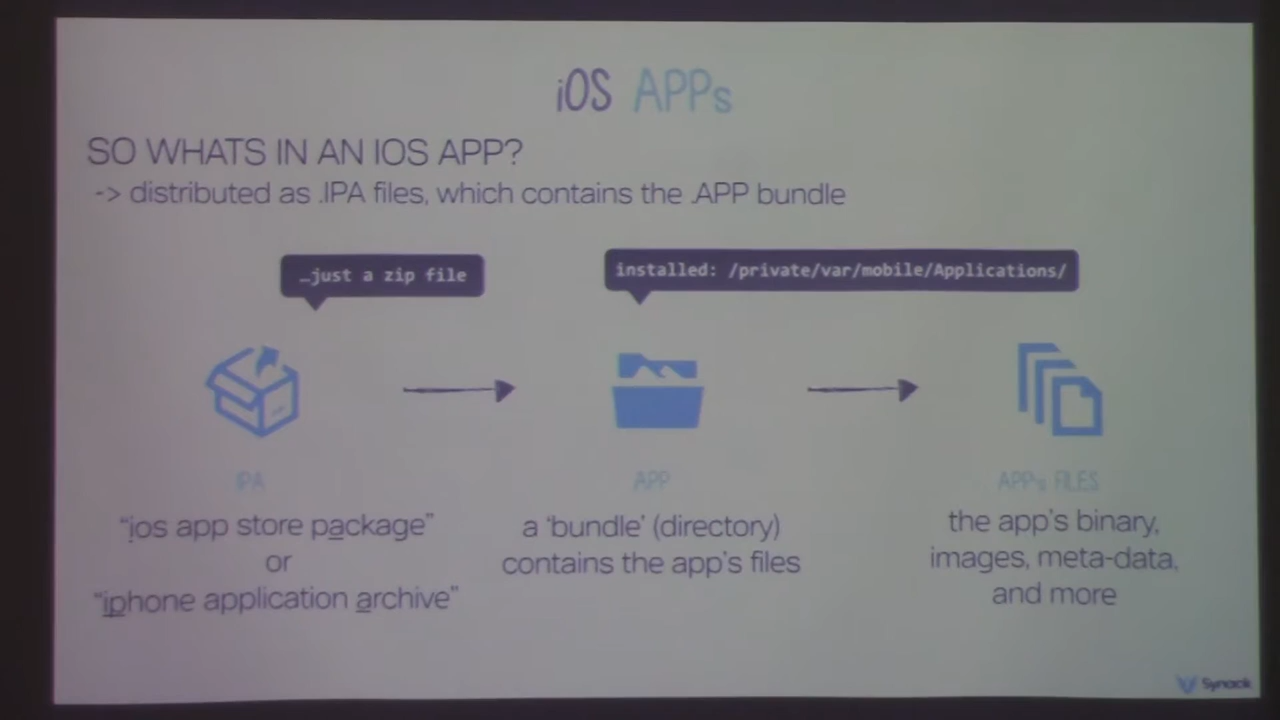 iOS APPs
SO WHATS IN AN IOS APP?
-> distributed as .IPA files, which contains the .APP bundle
…just a zip file
installed: /private/var/mobile/Applications/
IPA
APP
APPs FILES
"ios app store package"
or
"iphone application archive"
a 'bundle' (directory)
contains the app's files
the app's binary,
images, meta-data,
and more
Synack